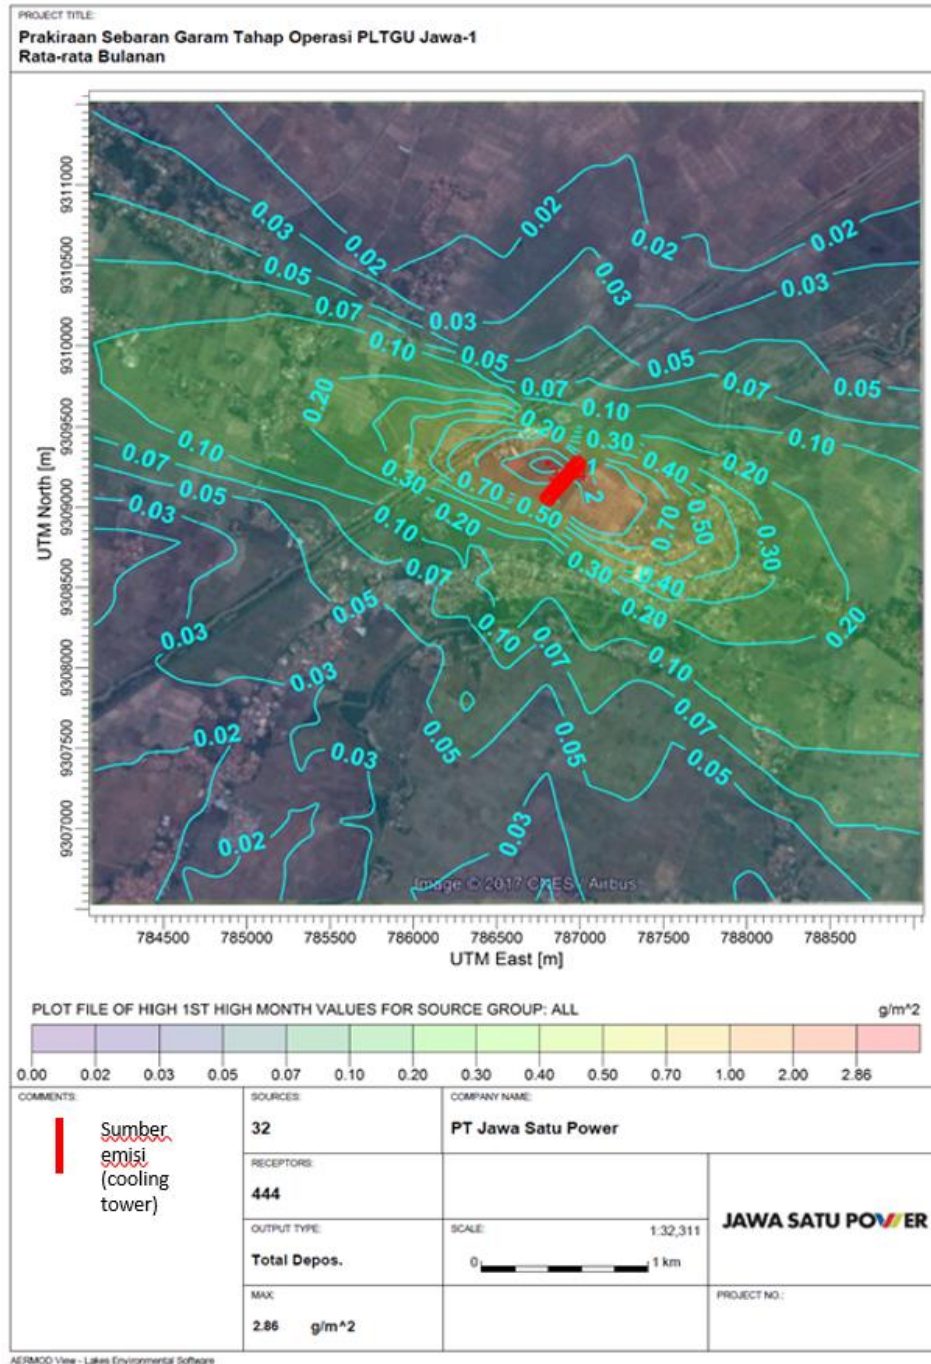 PROJECT TITLE:
Prakiraan Sebaran Garam Tahap Operasi PLTGU Jawa-1
Rata-rata Bulanan
UTM North [m]
9311000
9310500
9310000
9309500
9309000
9308500
9308000
9307500
9307000
0.03
0.02
0.02
0.02
0.02
0.05
0.03
0.03
0.07
0.03
0.10
0.05
0.05
0.05
0.07
0.07
0.20
0.10
0.10
0.20
0.30
0.10
0.07
0.30
0.40
0.20
0.05
0.70
1
2
0.03
0.10
0.20
0.50
0.70
0.50
0.30
0.07
0.30
0.40
0.05
0.20
0.20
0.03
0.10
0.07
0.10
0.03
0.07
0.02
0.03
0.05
0.05
0.05
0.02
0.03
Image © 2017 CNES / Airbus
784500 785000 785500 786000 786500 787000 787500 788000 788500
UTM East [m]
PLOT FILE OF HIGH 1ST HIGH MONTH VALUES FOR SOURCE GROUP: ALL g/m^2
0.00 0.02 0.03 0.05 0.07 0.10 0.20 0.30 0.40 0.50 0.70 1.00 2.00 2.86
COMMENTS:
Sumber
emisi
(cooling
tower)
SOURCES:
32
COMPANY NAME:
PT Jawa Satu Power
RECEPTORS:
444
OUTPUT TYPE:
Total Depos.
SCALE: 1:32,311
0 1 km
JAWA SATU POWER
MAX:
2.86 g/m^2
PROJECT NO.:
AERMOD View - Lakes Environmental Software